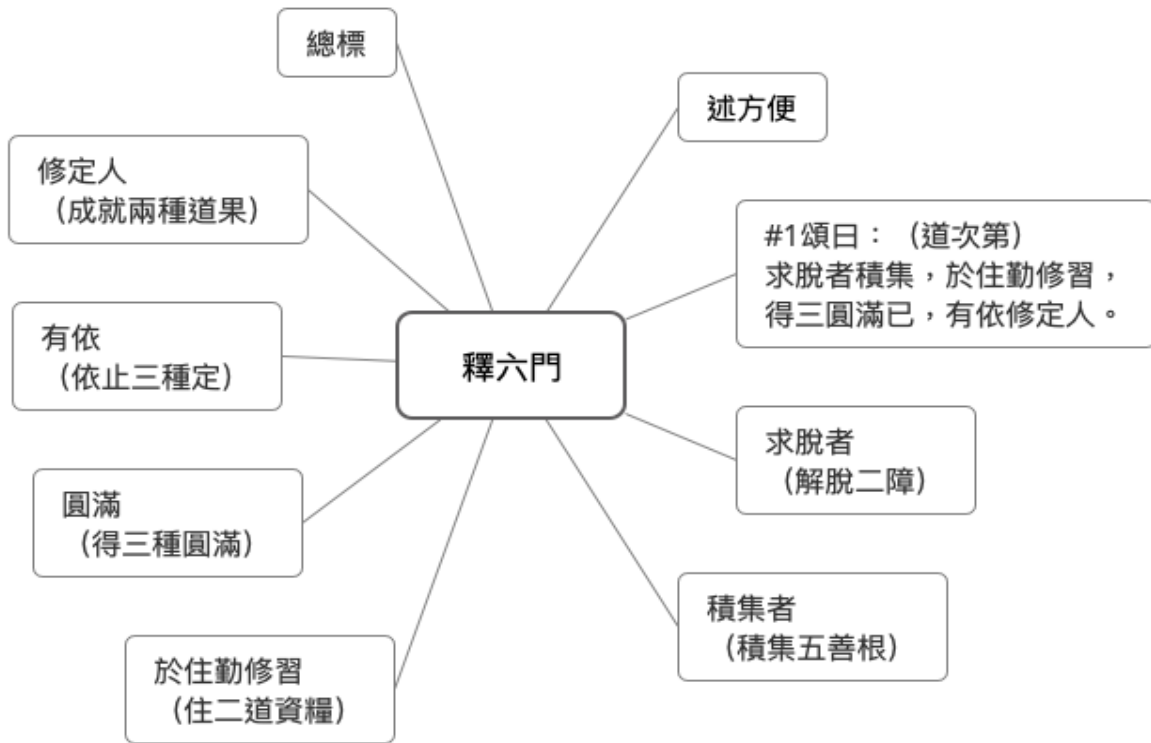 總標
述方便
修定人
（成就兩種道果）
#1頌曰：（道次第）
求脫者積集，於住勤修習，
得三圓滿已，有依修定人。
有依
（依止三種定）
釋六門
求脫者
（解脫二障）
圓滿
（得三種圓滿）
積集者
（積集五善根）
於住勤修習
（住二道資糧）